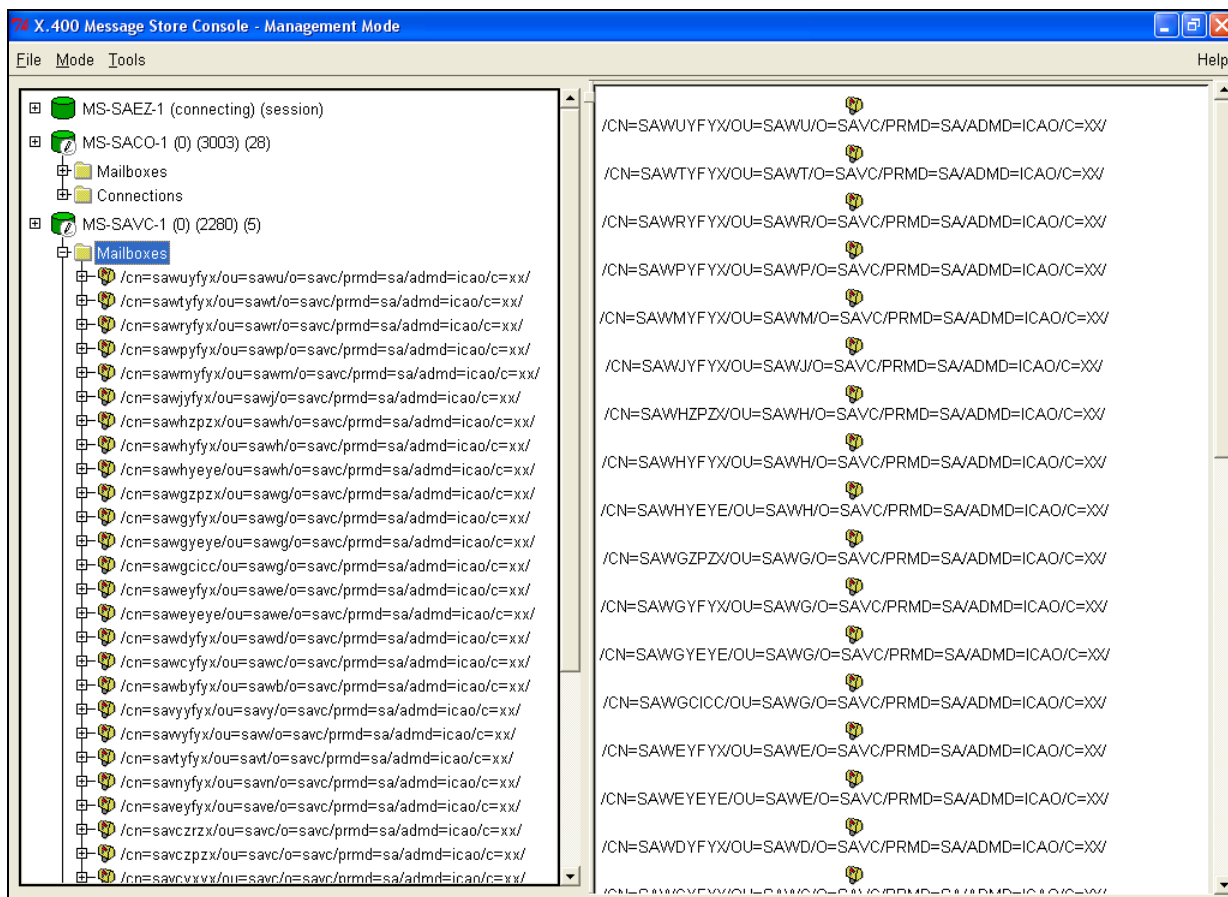 X.400 Message Store Console - Management Mode
File Mode Tools Help
MS-SAEZ-1 (connecting) (session)
MS-SACO-1 (0) (3003) (28)
Mailboxes
Connections
MS-SAVC-1 (0) (2280) (5)
Mailboxes
/cn=sawuyfyx/ou=sawu/o=savc/prmd=sa/admd=icao/c=xx/
/cn=sawtyfyx/ou=sawt/o=savc/prmd=sa/admd=icao/c=xx/
/cn=sawryfyx/ou=sawr/o=savc/prmd=sa/admd=icao/c=xx/
/cn=sawpyfyx/ou=sawp/o=savc/prmd=sa/admd=icao/c=xx/
/cn=sawmyfyx/ou=sawm/o=savc/prmd=sa/admd=icao/c=xx/
/cn=sawjyfyx/ou=sawj/o=savc/prmd=sa/admd=icao/c=xx/
/cn=sawhzpzx/ou=sawh/o=savc/prmd=sa/admd=icao/c=xx/
/cn=sawhyfyx/ou=sawh/o=savc/prmd=sa/admd=icao/c=xx/
/cn=sawhyeye/ou=sawh/o=savc/prmd=sa/admd=icao/c=xx/
/cn=sawgzpzx/ou=sawg/o=savc/prmd=sa/admd=icao/c=xx/
/cn=sawgyfyx/ou=sawg/o=savc/prmd=sa/admd=icao/c=xx/
/cn=sawgyeye/ou=sawg/o=savc/prmd=sa/admd=icao/c=xx/
/cn=sawgcicc/ou=sawg/o=savc/prmd=sa/admd=icao/c=xx/
/cn=saweyfyx/ou=sawe/o=savc/prmd=sa/admd=icao/c=xx/
/cn=saweyeye/ou=sawe/o=savc/prmd=sa/admd=icao/c=xx/
/cn=sawdyfyx/ou=sawd/o=savc/prmd=sa/admd=icao/c=xx/
/cn=sawcyfyx/ou=sawc/o=savc/prmd=sa/admd=icao/c=xx/
/cn=sawbyfyx/ou=sawb/o=savc/prmd=sa/admd=icao/c=xx/
/cn=savyyfyx/ou=savy/o=savc/prmd=sa/admd=icao/c=xx/
/cn=sawyfyx/ou=saw/o=savc/prmd=sa/admd=icao/c=xx/
/cn=savtyfyx/ou=savt/o=savc/prmd=sa/admd=icao/c=xx/
/cn=savnyfyx/ou=savn/o=savc/prmd=sa/admd=icao/c=xx/
/cn=saveyfyx/ou=save/o=savc/prmd=sa/admd=icao/c=xx/
/cn=savczrzx/ou=savc/o=savc/prmd=sa/admd=icao/c=xx/
/cn=savczpzx/ou=savc/o=savc/prmd=sa/admd=icao/c=xx/
/cn=savcyxyx/ou=savc/o=savc/prmd=sa/admd=icao/c=xx/
/CN=SAWUYFYX/OU=SAWU/O=SAVC/PRMD=SA/ADMD=ICAO/C=XX/
/CN=SAWTYFYX/OU=SAWT/O=SAVC/PRMD=SA/ADMD=ICAO/C=XX/
/CN=SAWRYFYX/OU=SAWR/O=SAVC/PRMD=SA/ADMD=ICAO/C=XX/
/CN=SAWPYFYX/OU=SAWP/O=SAVC/PRMD=SA/ADMD=ICAO/C=XX/
/CN=SAWMYFYX/OU=SAWM/O=SAVC/PRMD=SA/ADMD=ICAO/C=XX/
/CN=SAWJYFYX/OU=SAWJ/O=SAVC/PRMD=SA/ADMD=ICAO/C=XX/
/CN=SAWHZPZX/OU=SAWH/O=SAVC/PRMD=SA/ADMD=ICAO/C=XX/
/CN=SAWHYFYX/OU=SAWH/O=SAVC/PRMD=SA/ADMD=ICAO/C=XX/
/CN=SAWHYEYE/OU=SAWH/O=SAVC/PRMD=SA/ADMD=ICAO/C=XX/
/CN=SAWGZPZX/OU=SAWG/O=SAVC/PRMD=SA/ADMD=ICAO/C=XX/
/CN=SAWGYFYX/OU=SAWG/O=SAVC/PRMD=SA/ADMD=ICAO/C=XX/
/CN=SAWGYEYE/OU=SAWG/O=SAVC/PRMD=SA/ADMD=ICAO/C=XX/
/CN=SAWGCICC/OU=SAWG/O=SAVC/PRMD=SA/ADMD=ICAO/C=XX/
/CN=SAWEYFYX/OU=SAWE/O=SAVC/PRMD=SA/ADMD=ICAO/C=XX/
/CN=SAWEYEYE/OU=SAWE/O=SAVC/PRMD=SA/ADMD=ICAO/C=XX/
/CN=SAWDYFYX/OU=SAWD/O=SAVC/PRMD=SA/ADMD=ICAO/C=XX/